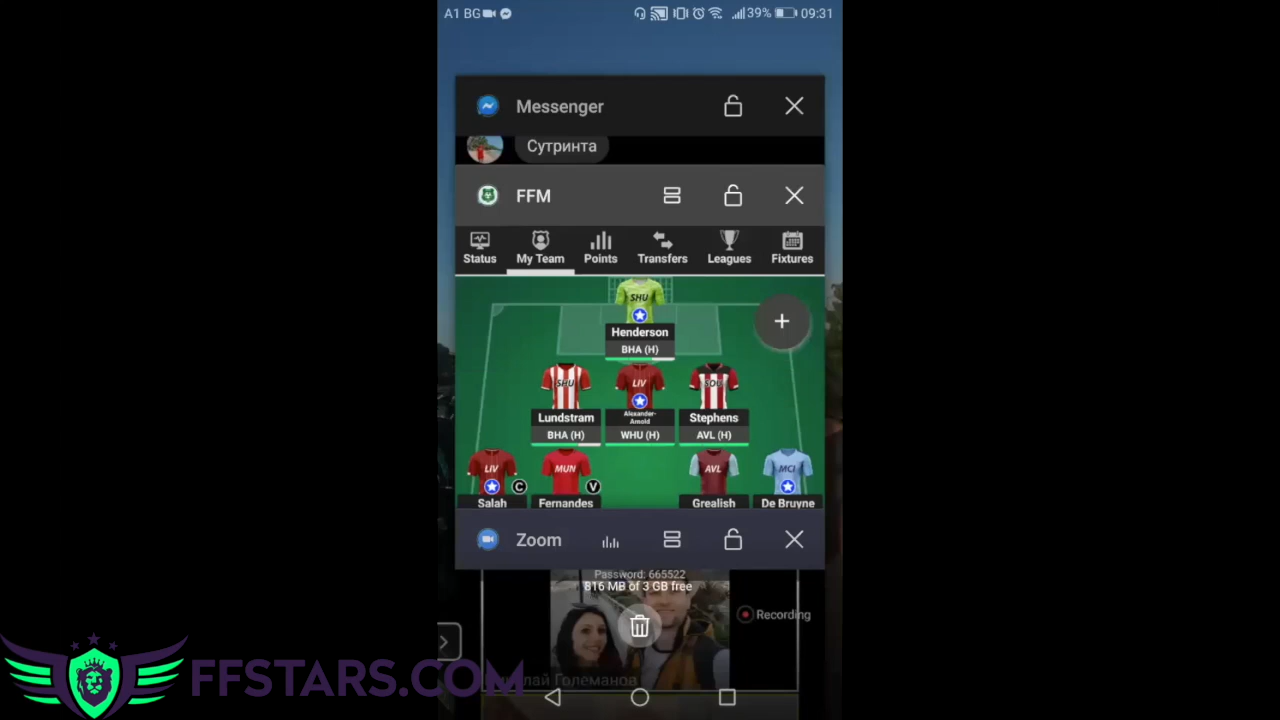 A1 BG 39% 09:31
Messenger
Сутринта
FFM
Status My Team Points Transfers Leagues Fixtures
SHU
Henderson
BHA (H)
SHU LIV SOU
Lundstram Alexander-Arnold Stephens
BHA (H) WHU (H) AVL (H)
LIV MUN AVL MCI
C V
Salah Fernandes Grealish De Bruyne
Zoom
Password: 665522
816 MB of 3 GB free
Recording
FFSTARS.COM
лай Големанов